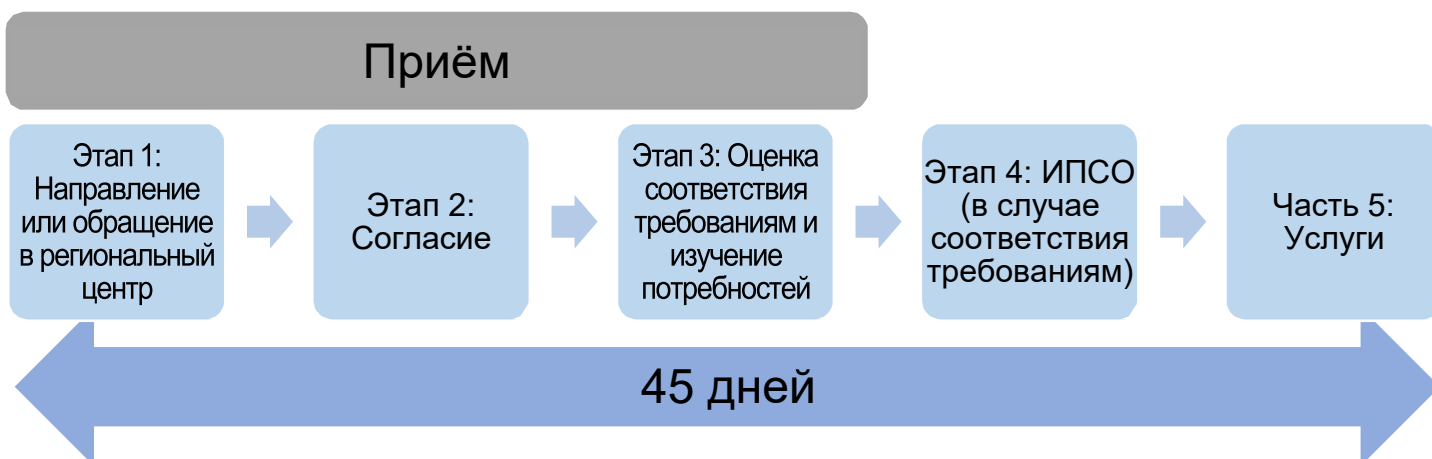 Приём
Этап 1:
Направление
или обращение
в региональный
центр
Этап 2:
Согласие
Этап 3: Оценка
соответствия
требованиям и
изучение
потребностей
Этап 4: ИПСО
(в случае
соответствия
требованиям)
Часть 5:
Услуги
45 дней